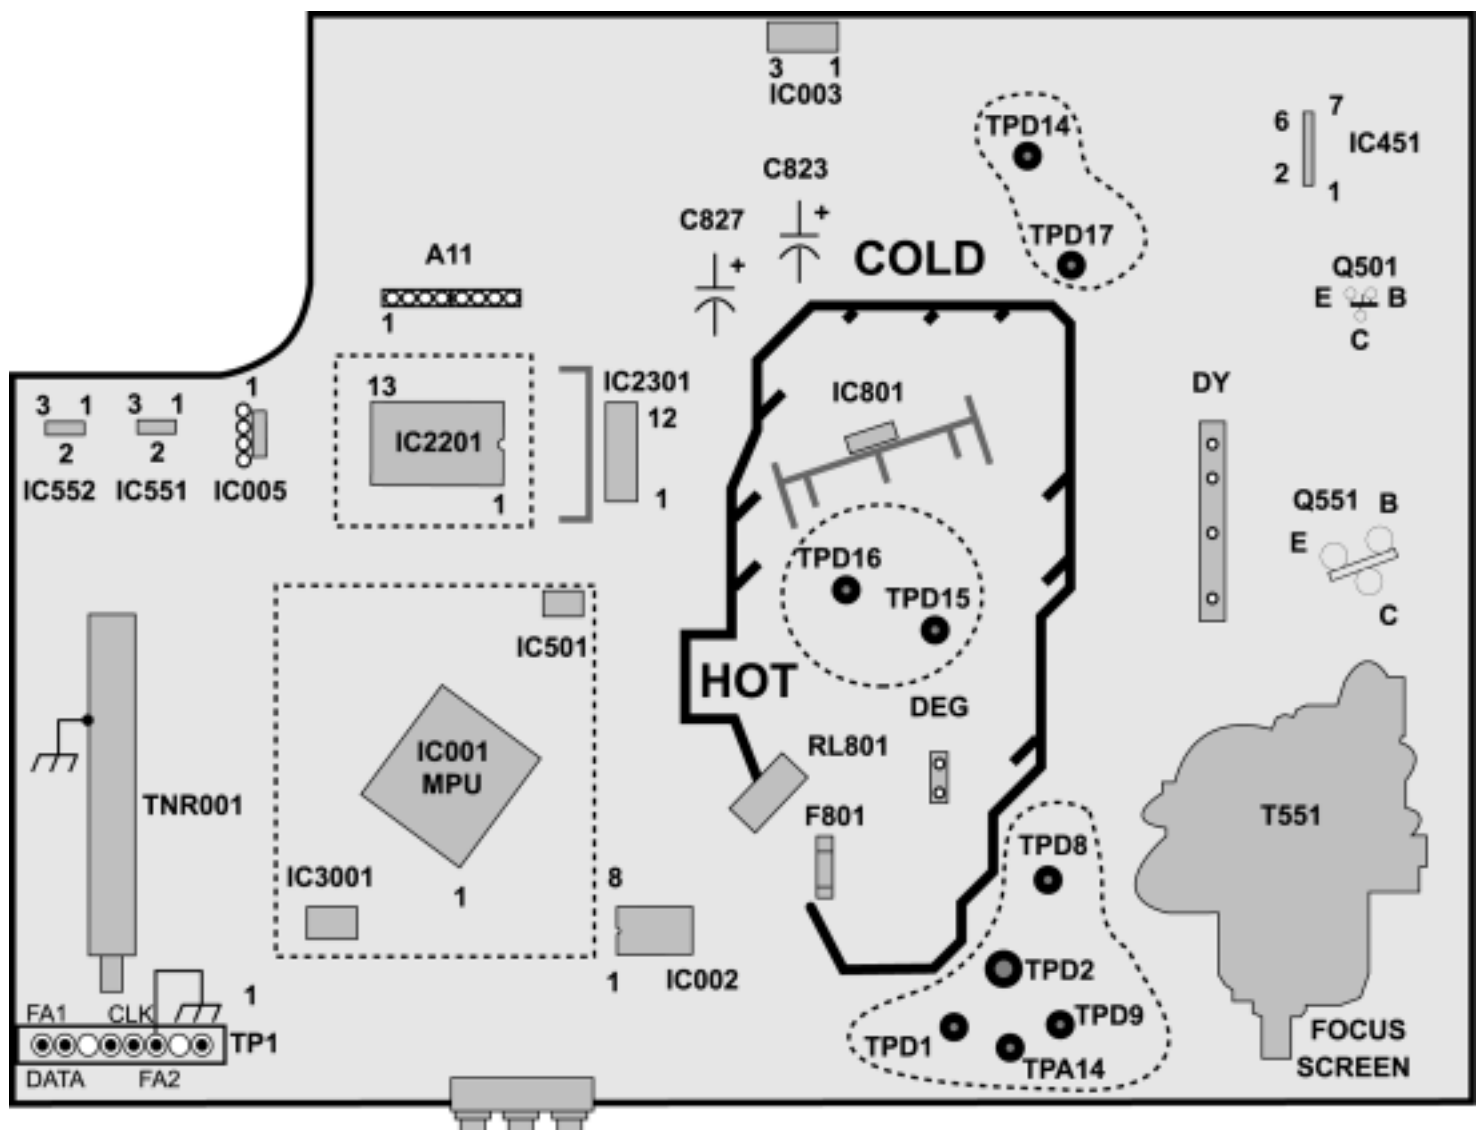 3 1
IC003
TPD14
7
6
IC451
2
1
C823
+
C827
+
TPD17
COLD
A11
1
Q501
E B
C
DY
3 1
2
IC552
3 1
2
IC551
1
IC005
13
IC2201
1
IC2301
12
1
IC801
Q551 B
E
C
TPD16
TPD15
IC501
HOT
DEG
RL801
IC001
MPU
1
TNR001
F801
T551
TPD8
IC3001
8
1
IC002
TPD2
TPD9
TPD1
TPA14
FOCUS
SCREEN
FA1 CLK
1
TP1
DATA FA2